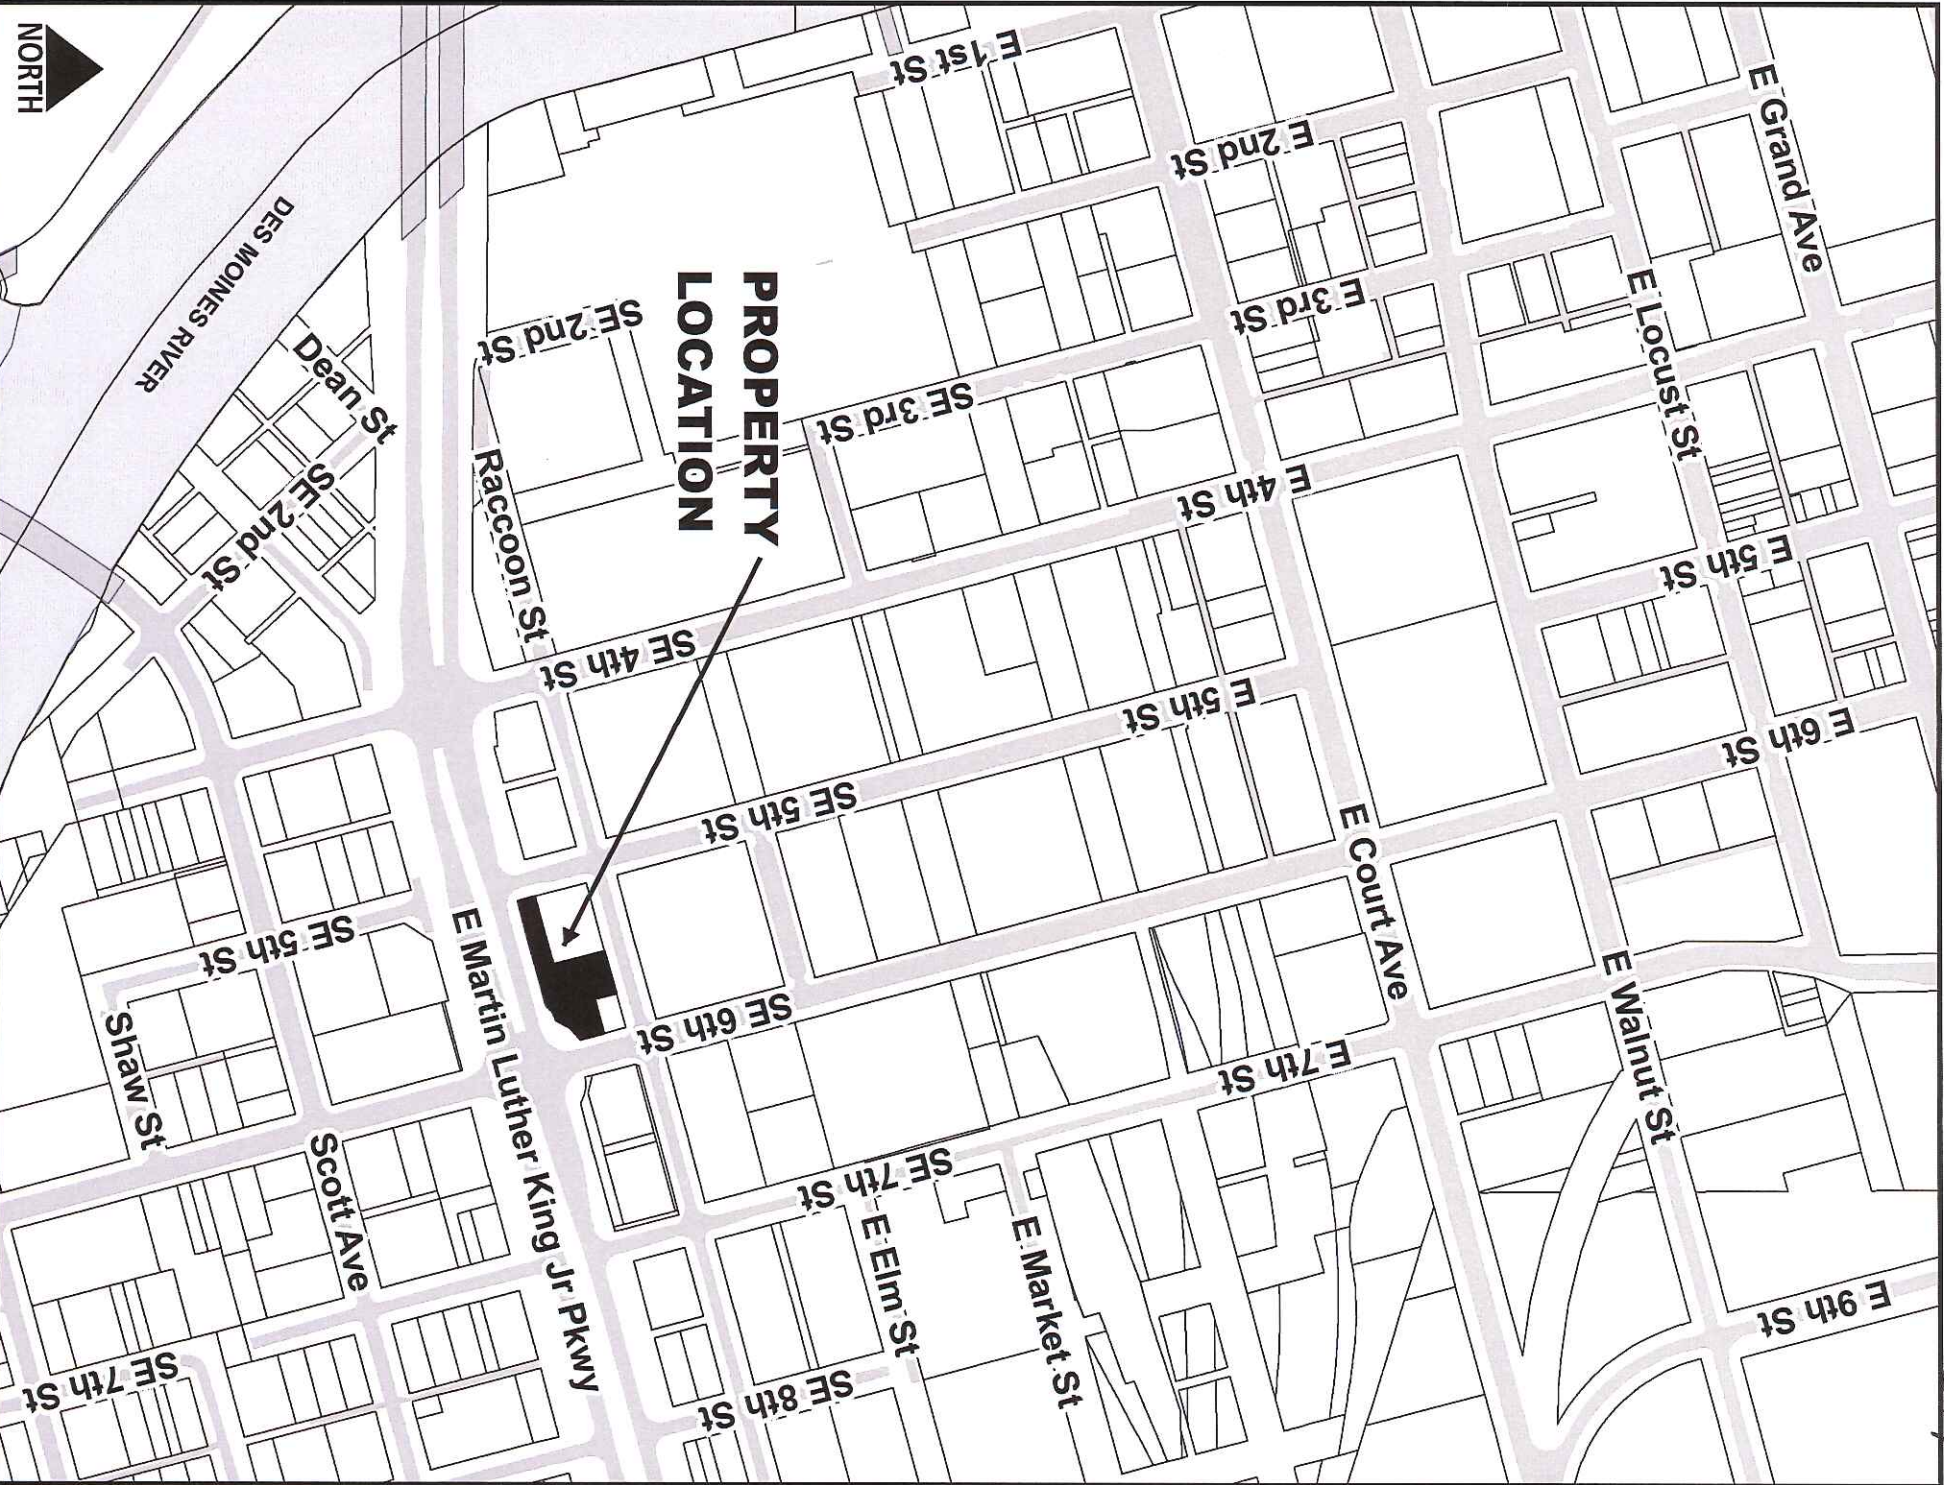 NORTH
E Grand Ave
E Locust St
E Walnut St
E Court Ave
E 1st St
E 2nd St
E 3rd St
E 4th St
E 5th St
E 6th St
E 5th St
E 7th St
E 9th St
SE 2nd St
SE 3rd St
SE 4th St
SE 5th St
SE 6th St
SE 7th St
SE 8th St
E Market St
E Elm St
PROPERTY
LOCATION
Raccoon St
E Martin Luther King Jr Pkwy
DES MOINES RIVER
Dean St
SE 2nd St
SE 5th St
Scott Ave
Shaw St
SE 7th St